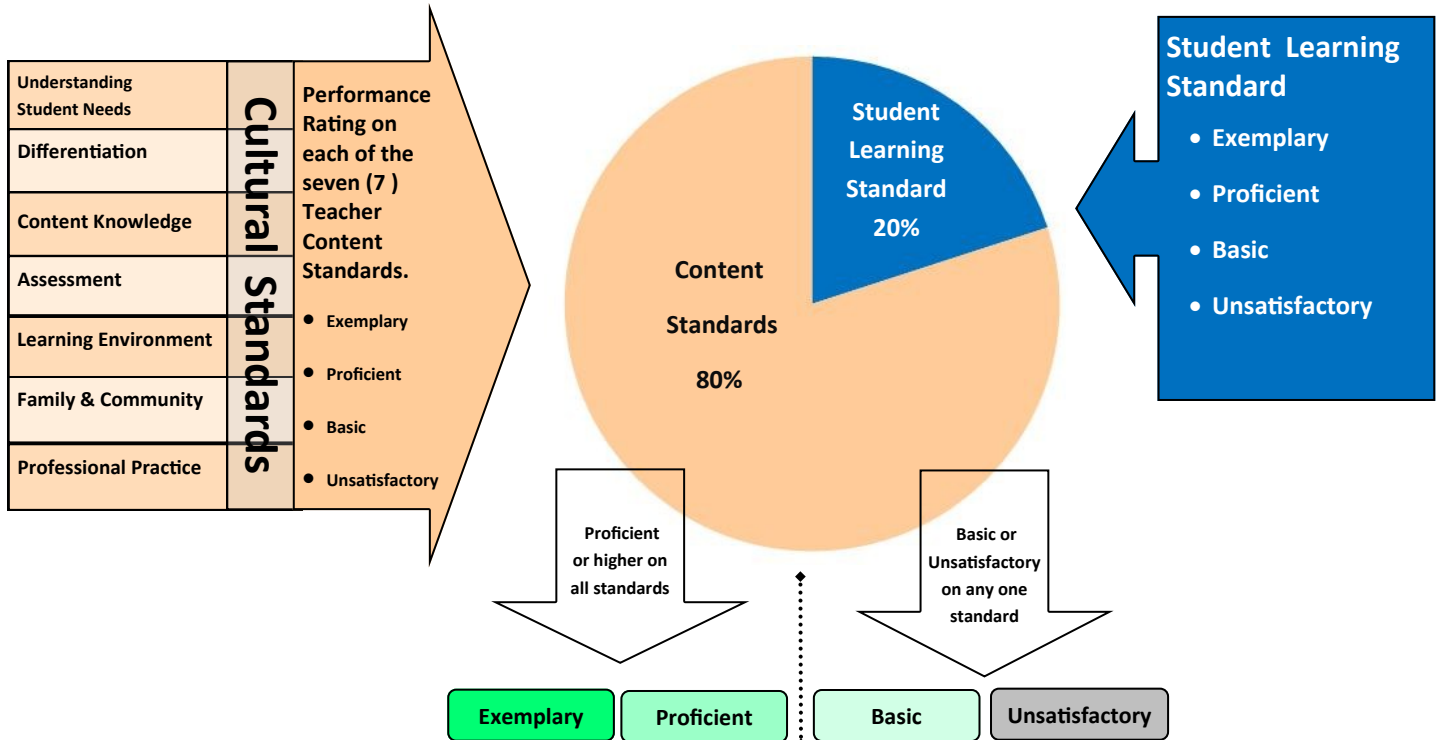 Understanding
Student Needs
Differentiation
Content Knowledge
Assessment
Learning Environment
Family & Community
Professional Practice
Cultural Standards
Performance
Rating on
each of the
seven (7 )
Teacher
Content
Standards.
• Exemplary
• Proficient
• Basic
• Unsatisfactory
Student
Learning
Standard
20%
Content
Standards
80%
Student Learning
Standard
• Exemplary
• Proficient
• Basic
• Unsatisfactory
Proficient
or higher on
all standards
Basic or
Unsatisfactory
on any one
standard
Exemplary
Proficient
Basic
Unsatisfactory